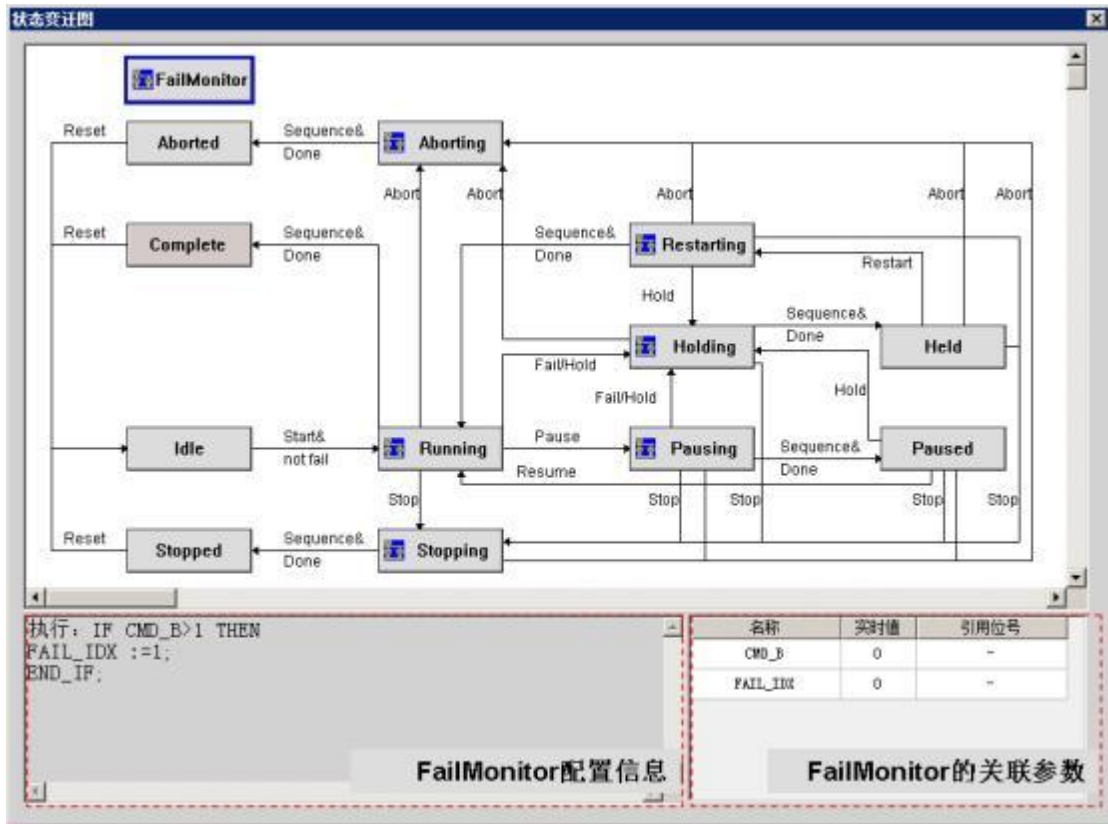 状态变迁图
FailMonitor
Reset
Aborted
Sequence&
Done
Aborting
Abort
Abort
Abort
Abort
Abort
Reset
Complete
Sequence&
Done
Sequence&
Done
Restarting
Restart
Hold
Sequence&
Done
Holding
Held
Fail/Hold
Fail/Hold
Hold
Idle
Start&
not fail
Running
Pause
Pausing
Sequence&
Done
Paused
Resume
Stop
Stop
Stop
Stop
Stop
Reset
Stopped
Sequence&
Done
Stopping
执行: IF CMD_B>1 THEN
FAIL_IDX :=1;
END_IF;
FailMonitor配置信息
名称 实时值 引用位号
CMD_B 0 -
FAIL_IDX 0 -
FailMonitor的关联参数